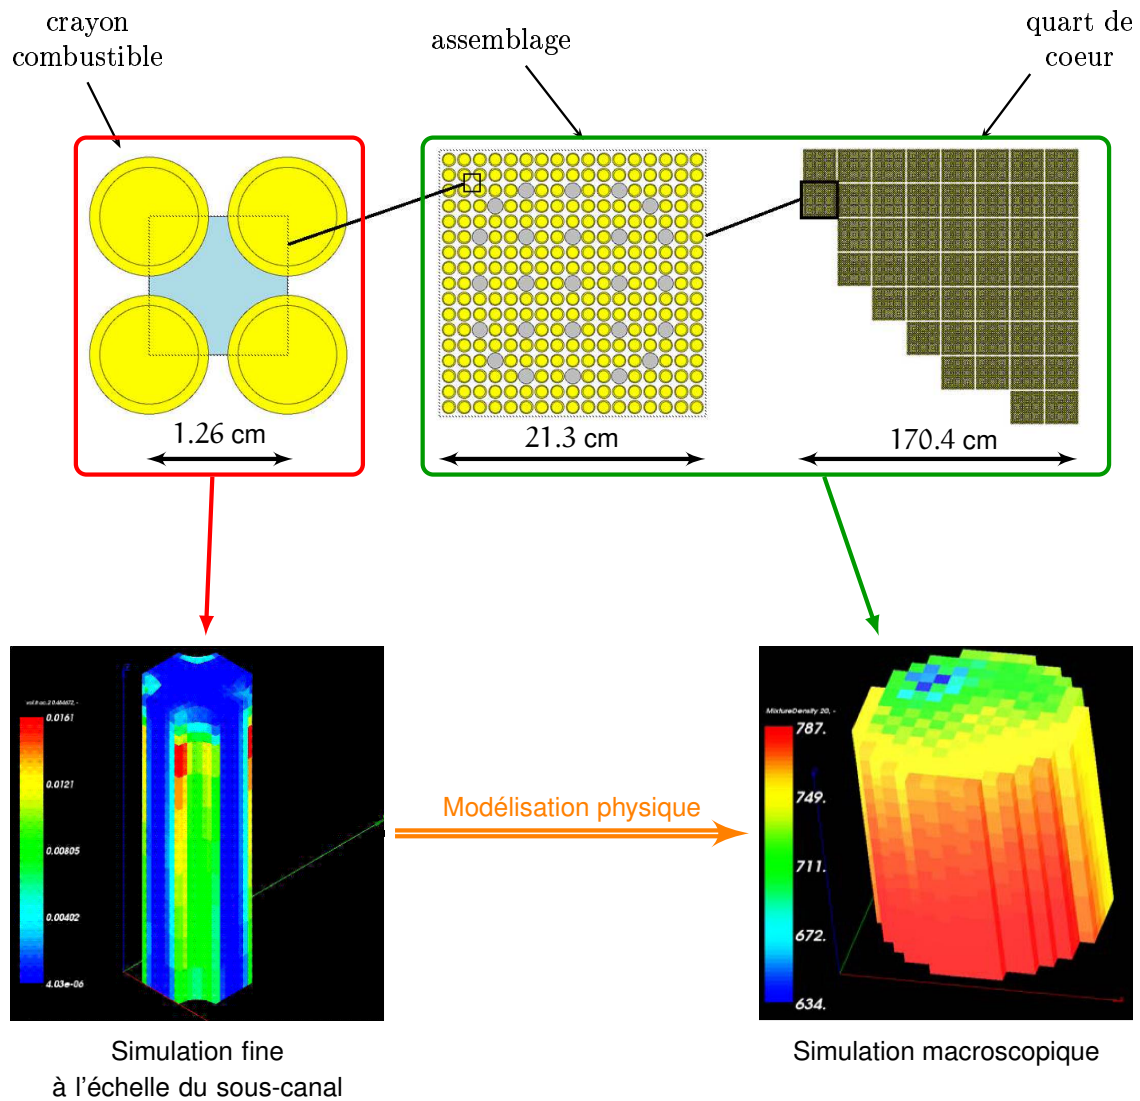 crayon
combustible
assemblage
quart de
coeur
1.26 cm
21.3 cm
170.4 cm
0.0161
0.0121
0.00805
0.00402
4.03e-06
Modélisation physique
MixtureDensity 20, -
787.
749.
711.
672.
634.
Simulation fine
à l'échelle du sous-canal
Simulation macroscopique